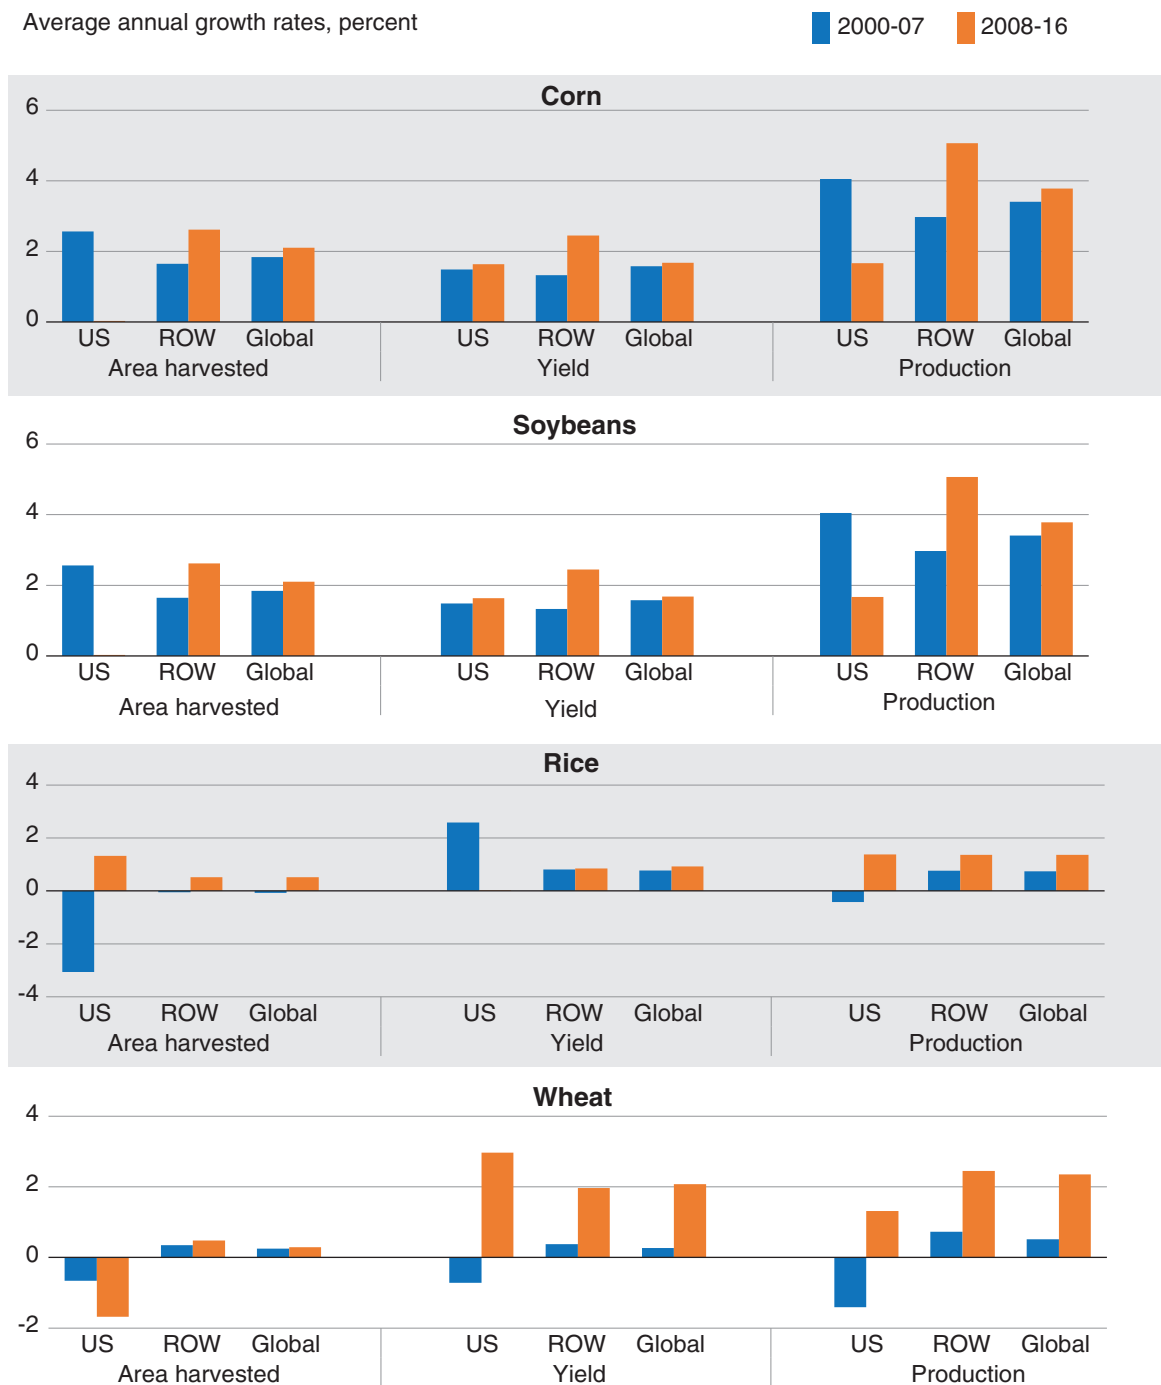 Average annual growth rates, percent
2000-07 2008-16
Corn
6
4
2
0
US ROW Global US ROW Global US ROW Global
Area harvested Yield Production
Soybeans
6
4
2
0
US ROW Global US ROW Global US ROW Global
Area harvested Yield Production
Rice
4
2
0
-2
-4
US ROW Global US ROW Global US ROW Global
Area harvested Yield Production
Wheat
4
2
0
-2
US ROW Global US ROW Global US ROW Global
Area harvested Yield Production